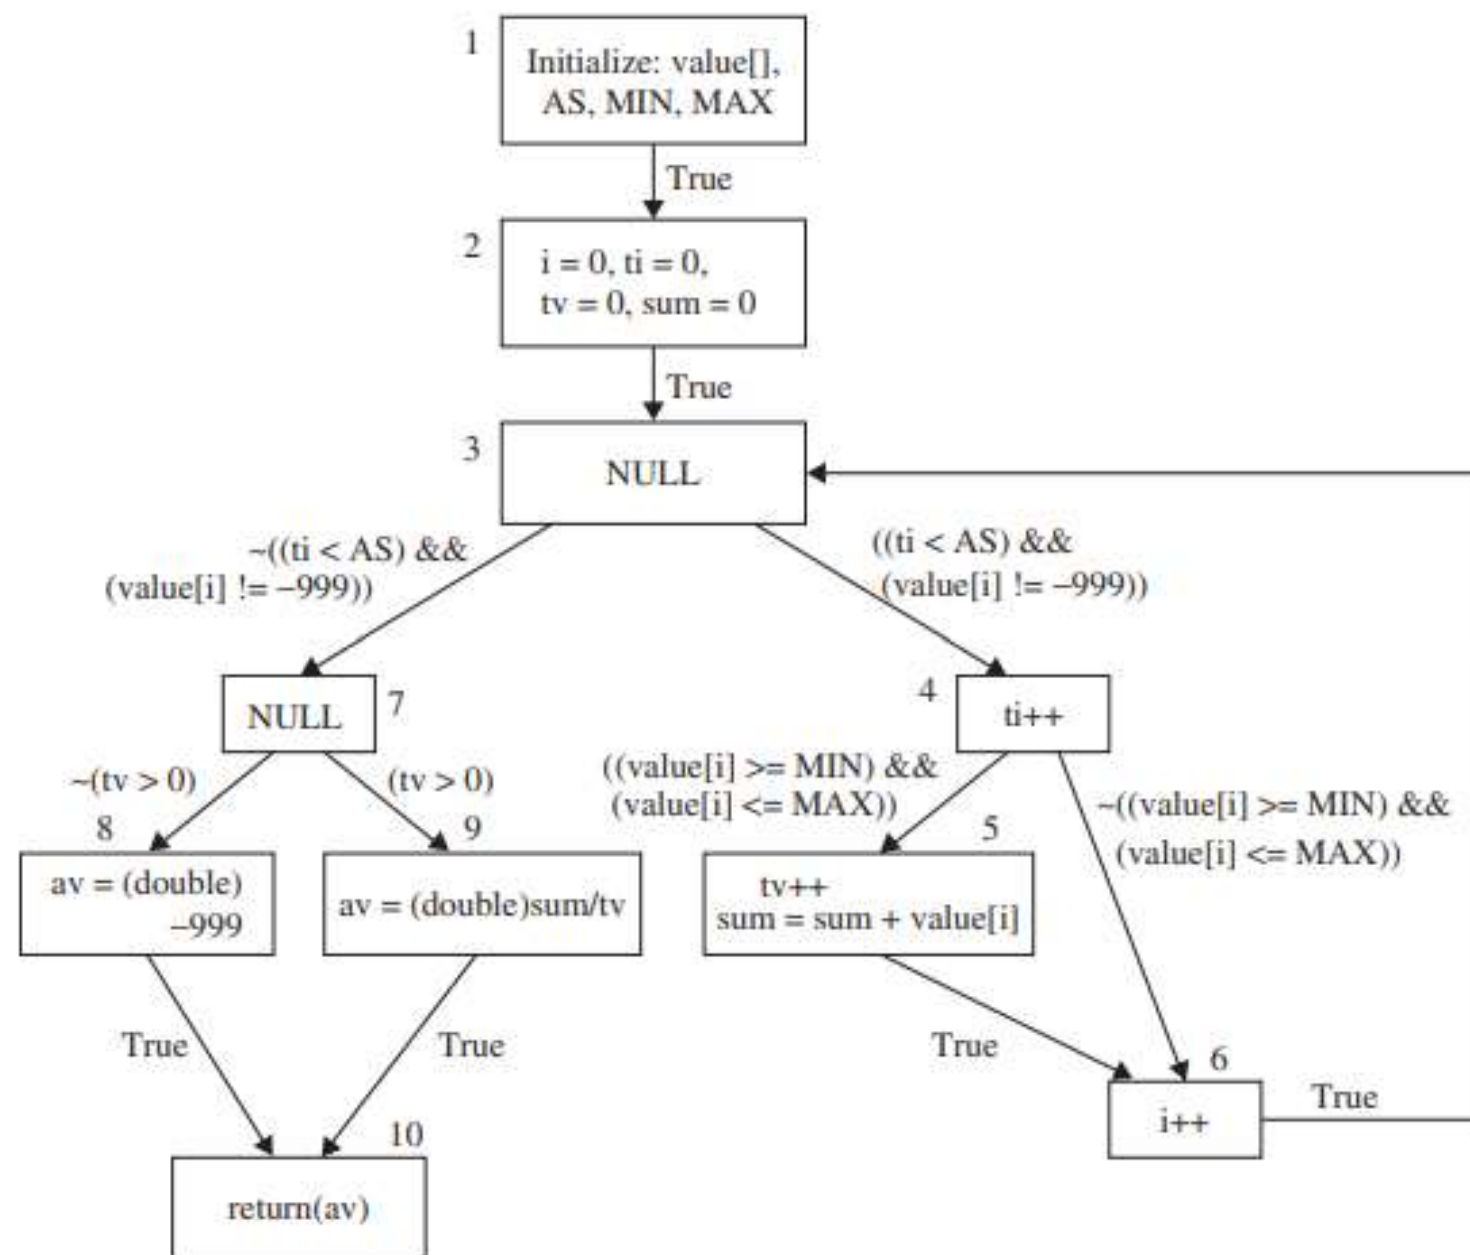 1
Initialize: value[],
AS, MIN, MAX
True
2
i = 0, ti = 0,
tv = 0, sum = 0
True
3
NULL
~((ti < AS) &&
(value[i] != –999))
((ti < AS) &&
(value[i] != –999))
NULL
7
4
ti++
~(tv > 0)
(tv > 0)
((value[i] >= MIN) &&
(value[i] <= MAX))
~((value[i] >= MIN) &&
(value[i] <= MAX))
8
av = (double)
–999
9
av = (double)sum/tv
5
tv++
sum = sum + value[i]
True
True
True
6
i++
True
10
return(av)